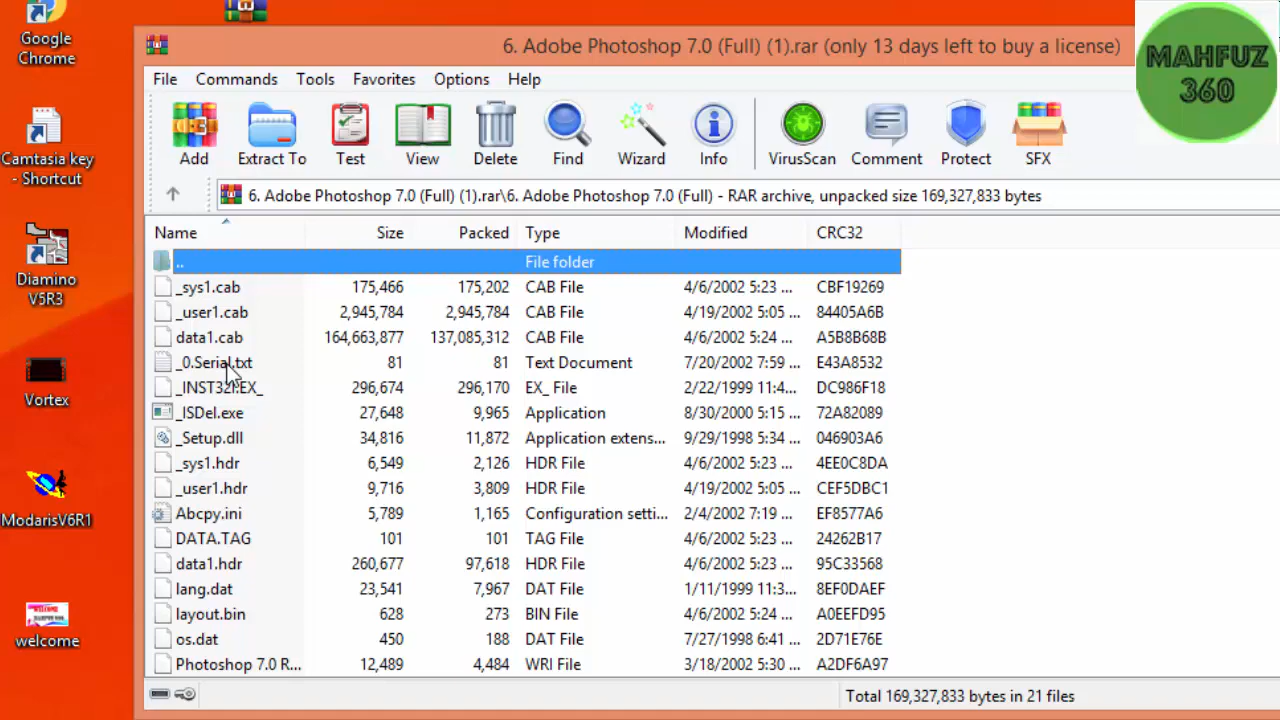 Google
Chrome
Camtasia key
- Shortcut
Diamino
V5R3
Vortex
ModarisV6R1
welcome
6. Adobe Photoshop 7.0 (Full) (1).rar (only 13 days left to buy a license)
MAHFUZ
360
File Commands Tools Favorites Options Help
Add Extract To Test View Delete Find Wizard Info VirusScan Comment Protect SFX
6. Adobe Photoshop 7.0 (Full) (1).rar\6. Adobe Photoshop 7.0 (Full) - RAR archive, unpacked size 169,327,833 bytes
Name Size Packed Type Modified CRC32
.. File folder
_sys1.cab 175,466 175,202 CAB File 4/6/2002 5:23 ... CBF19269
_user1.cab 2,945,784 2,945,784 CAB File 4/19/2002 5:05 ... 84405A6B
data1.cab 164,663,877 137,085,312 CAB File 4/6/2002 5:24 ... A5B8B68B
_0.Serial.txt 81 81 Text Document 7/20/2002 7:59 ... E43A8532
_INST32I.EX_ 296,674 296,170 EX_ File 2/22/1999 11:4... DC986F18
_ISDel.exe 27,648 9,965 Application 8/30/2000 5:15 ... 72A82089
_Setup.dll 34,816 11,872 Application extens... 9/29/1998 5:34 ... 046903A6
_sys1.hdr 6,549 2,126 HDR File 4/6/2002 5:23 ... 4EE0C8DA
_user1.hdr 9,716 3,809 HDR File 4/19/2002 5:05 ... CEF5DBC1
Abcpy.ini 5,789 1,165 Configuration setti... 2/4/2002 7:19 ... EF8577A6
DATA.TAG 101 101 TAG File 4/6/2002 5:23 ... 24262B17
data1.hdr 260,677 97,618 HDR File 4/6/2002 5:23 ... 95C33568
lang.dat 23,541 7,967 DAT File 1/11/1999 11:3... 8EF0DAEF
layout.bin 628 273 BIN File 4/6/2002 5:24 ... A0EEFD95
os.dat 450 188 DAT File 7/27/1998 6:41 ... 2D71E76E
Photoshop 7.0 R... 12,489 4,484 WRI File 3/18/2002 5:30 ... A2DF6A97
Total 169,327,833 bytes in 21 files